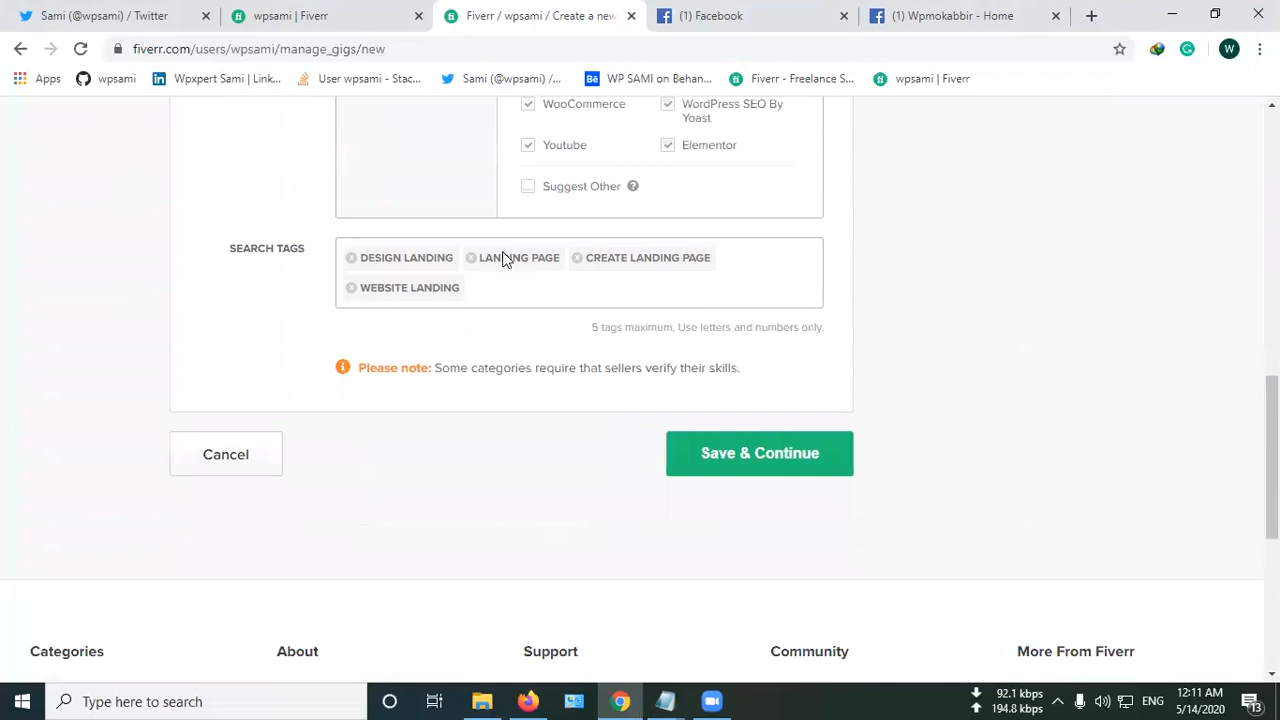 Sami (@wpsami) / Twitter
wpsami | Fiverr
Fiverr / wpsami / Create a new
(1) Facebook
(1) Wpmokabbir - Home
fiverr.com/users/wpsami/manage_gigs/new
W
Apps
wpsami
Wpxpert Sami | Link...
User wpsami - Stac...
Sami (@wpsami) /...
WP SAMI on Behan...
Fiverr - Freelance S...
wpsami | Fiverr
WooCommerce
WordPress SEO By
Yoast
Youtube
Elementor
Suggest Other
SEARCH TAGS
DESIGN LANDING
LANDING PAGE
CREATE LANDING PAGE
WEBSITE LANDING
5 tags maximum. Use letters and numbers only.
Please note: Some categories require that sellers verify their skills.
Cancel
Save & Continue
Categories
About
Support
Community
More From Fiverr
Type here to search
92.1 kbps
194.8 kbps
ENG
12:11 AM
5/14/2020
13